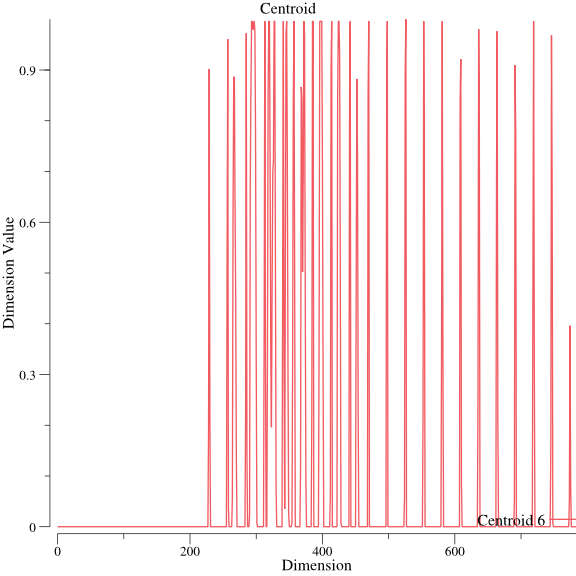 Centroid
0.9
0.6
0.3
0
Dimension Value
0 200 400 600
Dimension
Centroid 6